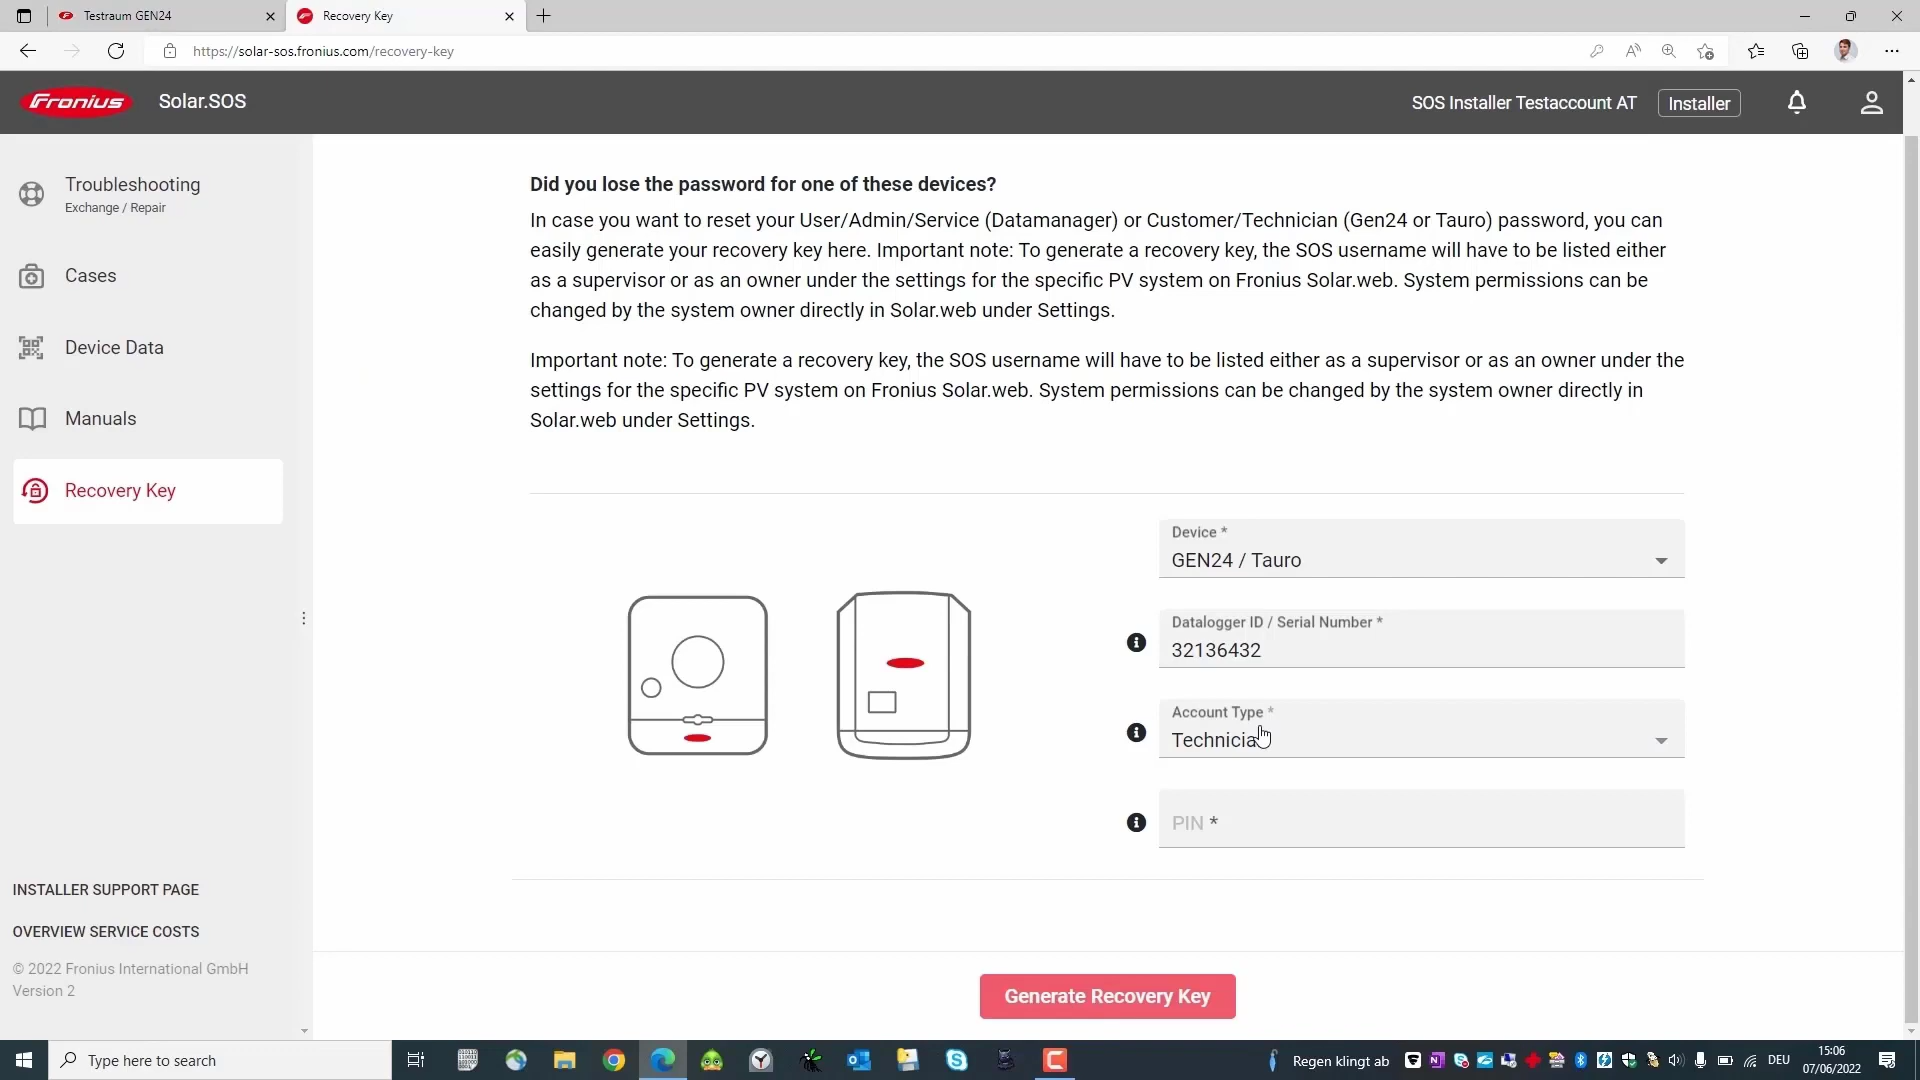 Testraum GEN24
Recovery Key
https://solar-sos.fronius.com/recovery-key
Fronius
Solar.SOS
SOS Installer Testaccount AT
Installer
Troubleshooting
Exchange / Repair
Cases
Device Data
Manuals
Recovery Key
INSTALLER SUPPORT PAGE
OVERVIEW SERVICE COSTS
© 2022 Fronius International GmbH
Version 2
Did you lose the password for one of these devices?
In case you want to reset your User/Admin/Service (Datamanager) or Customer/Technician (Gen24 or Tauro) password, you can
easily generate your recovery key here. Important note: To generate a recovery key, the SOS username will have to be listed either
as a supervisor or as an owner under the settings for the specific PV system on Fronius Solar.web. System permissions can be
changed by the system owner directly in Solar.web under Settings.
Important note: To generate a recovery key, the SOS username will have to be listed either as a supervisor or as an owner under the
settings for the specific PV system on Fronius Solar.web. System permissions can be changed by the system owner directly in
Solar.web under Settings.
Device *
GEN24 / Tauro
Datalogger ID / Serial Number *
32136432
Account Type *
Technicia
PIN *
Generate Recovery Key
Type here to search
Regen klingt ab
DEU
15:06
07/06/2022